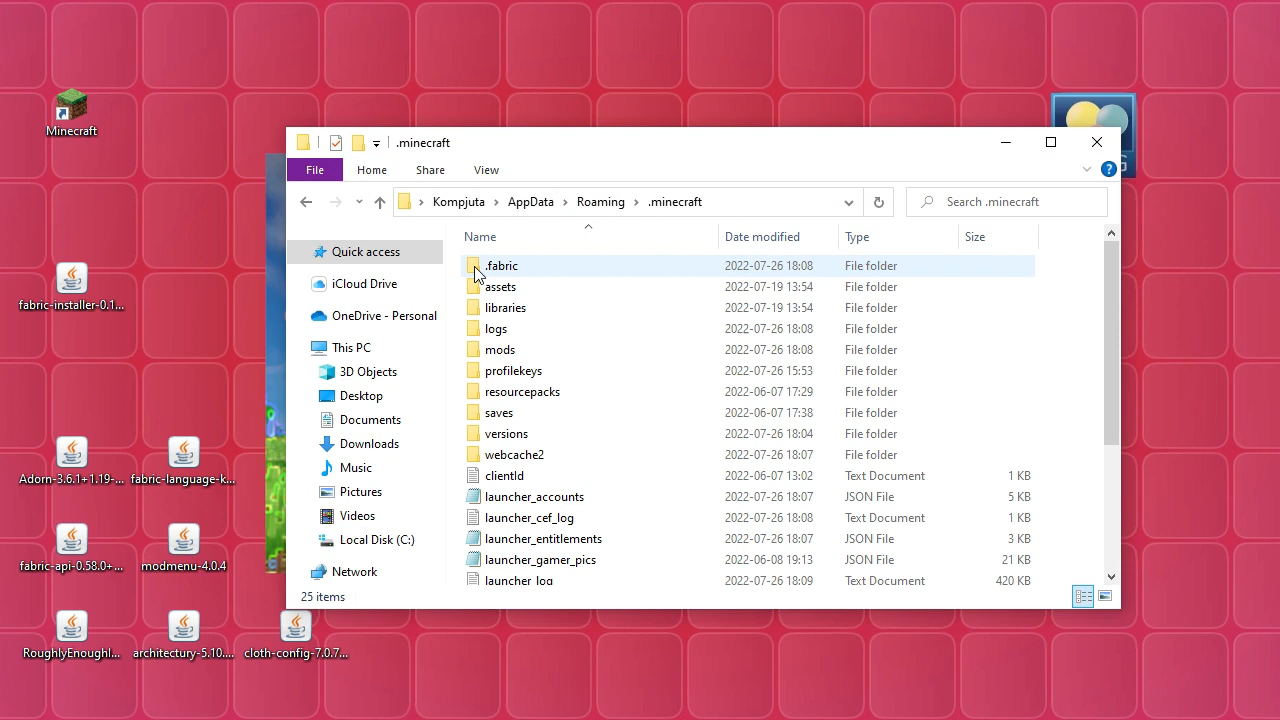 Minecraft
fabric-installer-0.1...
Adorn-3.6.1+1.19-...
fabric-language-k...
fabric-api-0.58.0+...
modmenu-4.0.4
RoughlyEnoughI...
architectury-5.10....
cloth-config-7.0.7...
.minecraft
File Home Share View
Kompjuta > AppData > Roaming > .minecraft
Search .minecraft
Quick access
iCloud Drive
OneDrive - Personal
This PC
3D Objects
Desktop
Documents
Downloads
Music
Pictures
Videos
Local Disk (C:)
Network
Name Date modified Type Size
.fabric 2022-07-26 18:08 File folder
assets 2022-07-19 13:54 File folder
libraries 2022-07-19 13:54 File folder
logs 2022-07-26 18:08 File folder
mods 2022-07-26 18:08 File folder
profilekeys 2022-07-26 15:53 File folder
resourcepacks 2022-06-07 17:29 File folder
saves 2022-06-07 17:38 File folder
versions 2022-07-26 18:04 File folder
webcache2 2022-07-26 18:07 File folder
clientId 2022-06-07 13:02 Text Document 1 KB
launcher_accounts 2022-07-26 18:07 JSON File 5 KB
launcher_cef_log 2022-07-26 18:08 Text Document 1 KB
launcher_entitlements 2022-07-26 18:07 JSON File 3 KB
launcher_gamer_pics 2022-06-08 19:13 JSON File 21 KB
launcher_log 2022-07-26 18:09 Text Document 420 KB
25 items